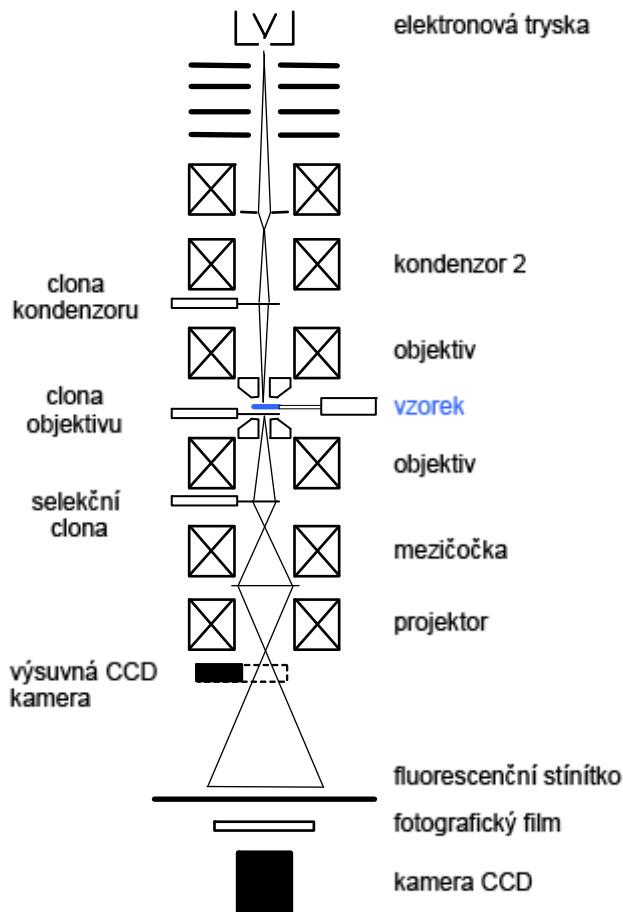 elektronová tryska
kondenzor 2
clona
kondenzoru
objektiv
clona
objektivu
vzorek
objektiv
selekční
clona
mezičočka
projektor
výsuvná CCD
kamera
fluorescenční stínítko
fotografický film
kamera CCD